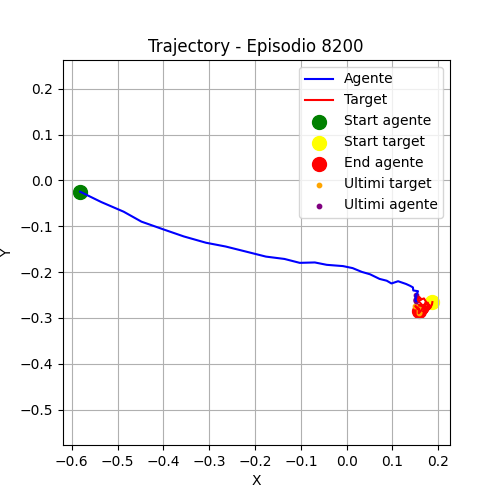 Trajectory - Episodio 8200
Agente
Target
Start agente
Start target
End agente
Ultimi target
Ultimi agente
0.2
0.1
0.0
−0.1
−0.2
−0.3
−0.4
−0.5
Y
−0.6 −0.5 −0.4 −0.3 −0.2 −0.1 0.0 0.1 0.2
X